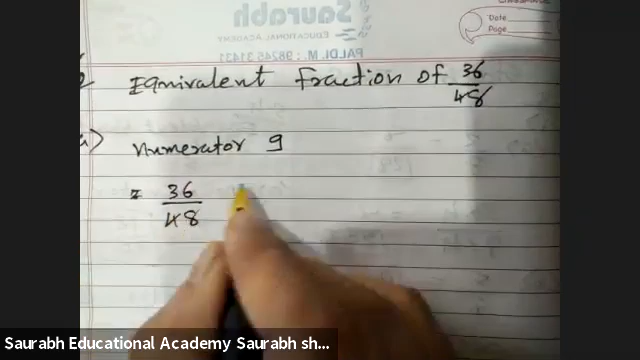 Saurabh
EDUCATIONAL ACADEMY
PALDI. M : 98245 31431
Date
Page
Equivalent fraction of 36/48
Numerator 9
= 36/48
Saurabh Educational Academy Saurabh sh...